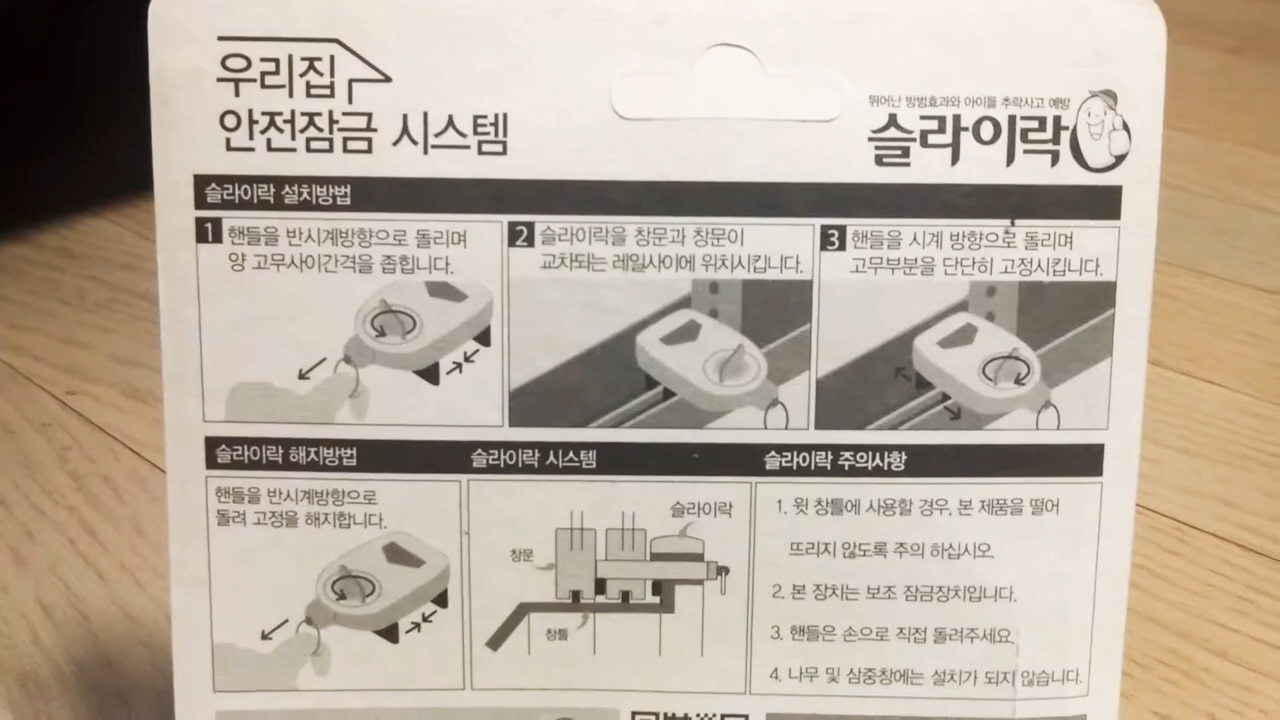 우리집
안전잠금 시스템
뛰어난 방범효과와 아이들 추락사고 예방
슬라이락
슬라이락 설치방법
1 핸들을 반시계방향으로 돌리며
양 고무사이간격을 좁힙니다.
2 슬라이락을 창문과 창문이
교차되는 레일사이에 위치시킵니다.
3 핸들을 시계 방향으로 돌리며
고무부분을 단단히 고정시킵니다.
슬라이락 해지방법
핸들을 반시계방향으로
돌려 고정을 해지합니다.
슬라이락 시스템
슬라이락
창문
창틀
슬라이락 주의사항
1. 윗 창틀에 사용할 경우, 본 제품을 떨어
뜨리지 않도록 주의 하십시오.
2. 본 장치는 보조 잠금장치입니다.
3. 핸들은 손으로 직접 돌려주세요.
4. 나무 및 삼중창에는 설치가 되지 않습니다.